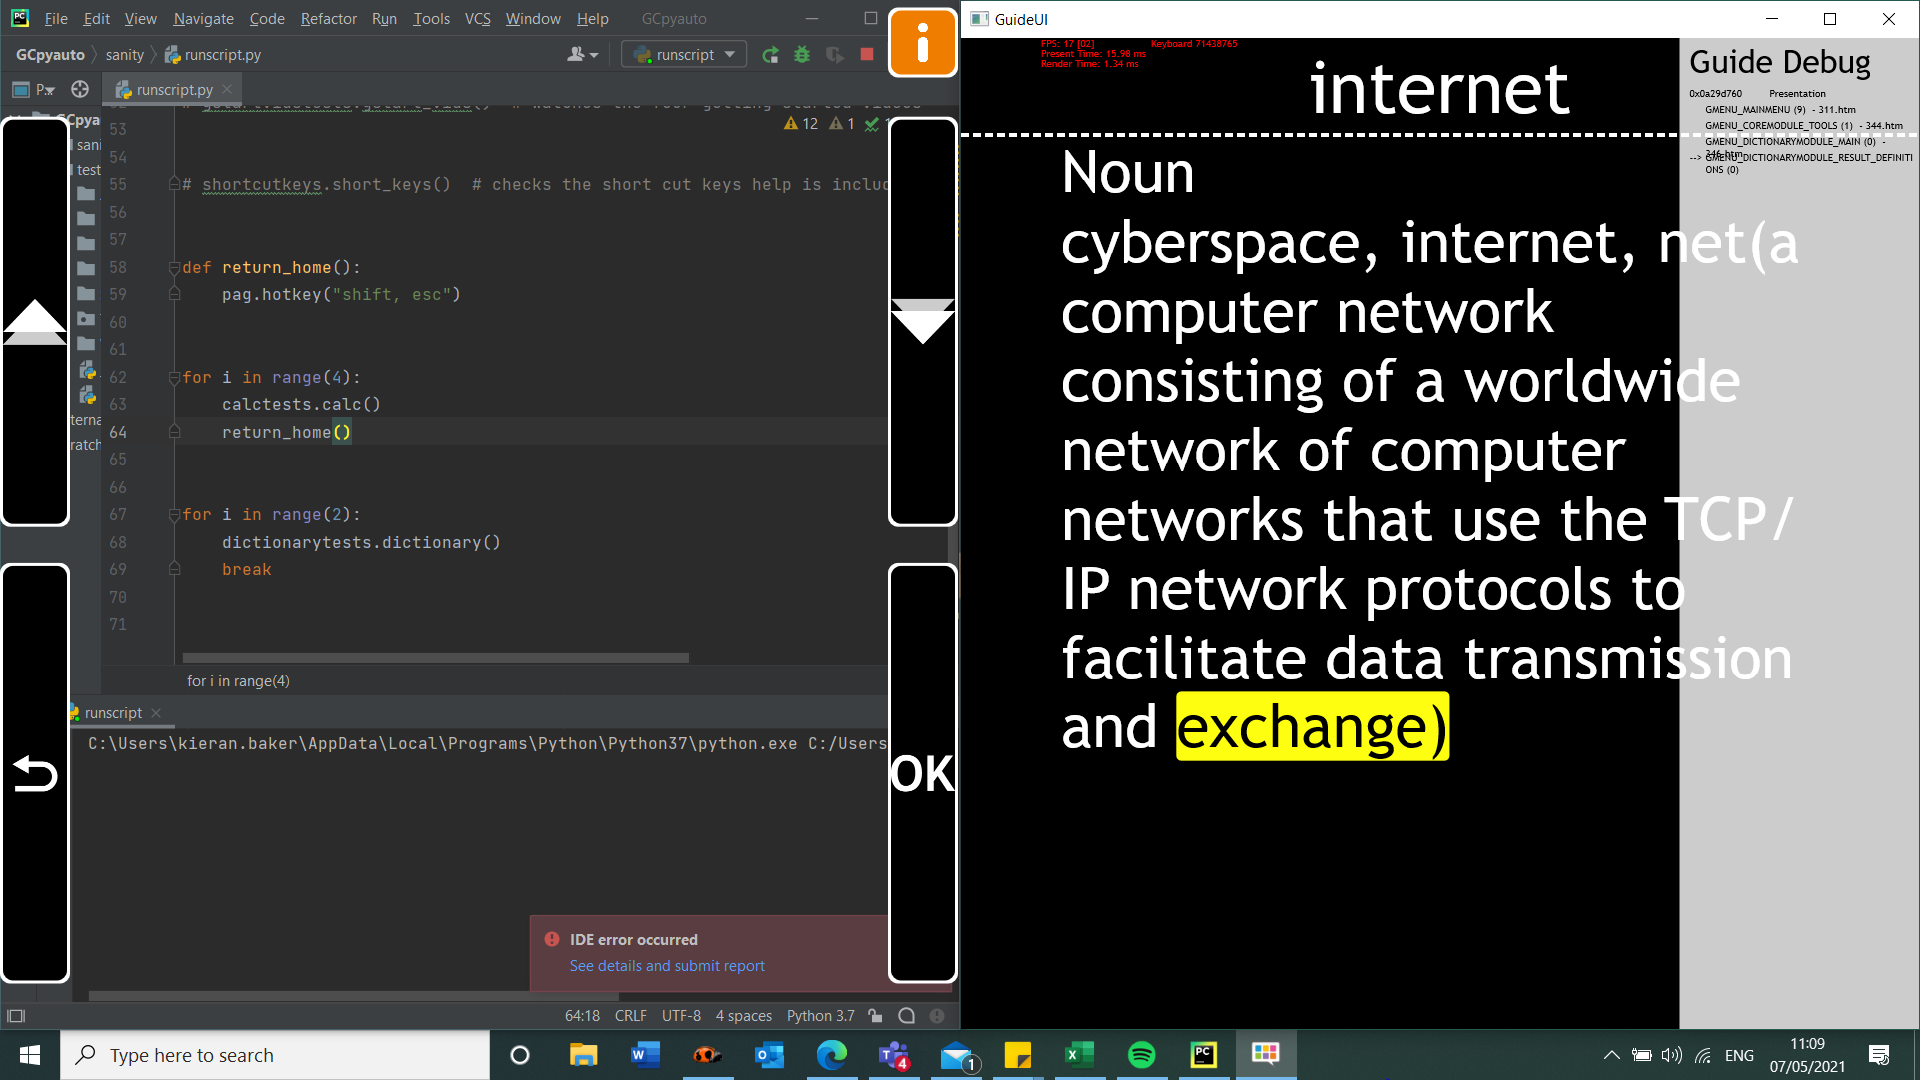 File Edit View Navigate Code Refactor Run Tools VCS Window Help GCpyauto
GCpyauto sanity runscript.py runscript
P... runscript.py
12 1
53
54
55 # shortcutkeys.short_keys() # checks the short cut keys help is inclu
56
57
58 def return_home():
59 pag.hotkey("shift, esc")
60
61
62 for i in range(4):
63 calctests.calc()
64 return_home()
65
66
67 for i in range(2):
68 dictionarytests.dictionary()
69 break
70
71
GCpya
sani
test
terna
ratch
for i in range(4)
runscript
C:\Users\kieran.baker\AppData\Local\Programs\Python\Python37\python.exe C:/Users
IDE error occurred
See details and submit report
64:18 CRLF UTF-8 4 spaces Python 3.7
i
OK
GuideUI
FPS: 17 [02] Keyboard 71438765
Present Time: 15.98 ms
Render Time: 1.34 ms
internet
Noun
cyberspace, internet, net(a
computer network
consisting of a worldwide
network of computer
networks that use the TCP/
IP network protocols to
facilitate data transmission
and exchange)
Guide Debug
0x0a29d760 Presentation
GMENU_MAINMENU (9) - 311.htm
GMENU_COREMODULE_TOOLS (1) - 344.htm
GMENU_DICTIONARYMODULE_MAIN (0) -
--> GMENU_DICTIONARYMODULE_RESULT_DEFINITI
ONS (0)
Type here to search
4
1
ENG
11:09
07/05/2021